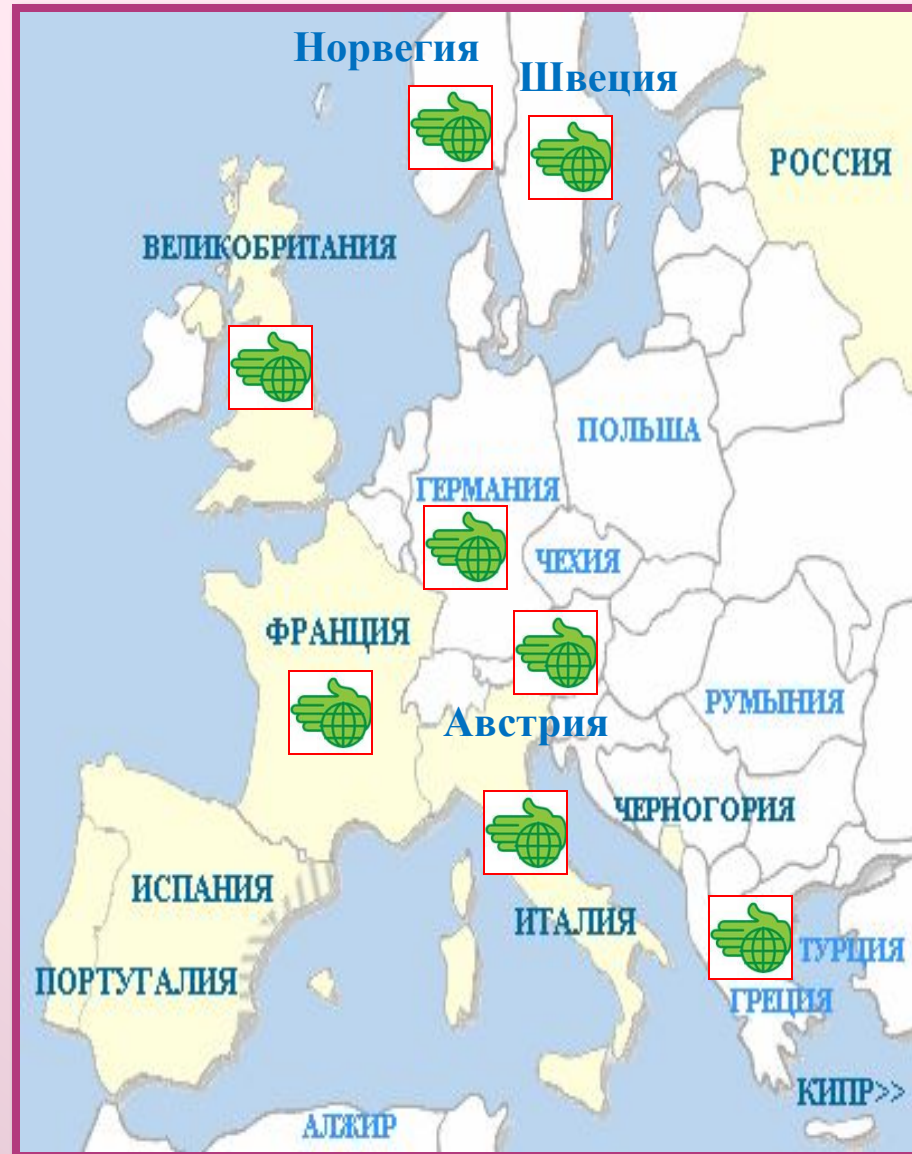 Норвегия
Швеция
РОССИЯ
ВЕЛИКОБРИТАНИЯ
ПОЛЬША
ГЕРМАНИЯ
ЧЕХИЯ
ФРАНЦИЯ
РУМЫНИЯ
Австрия
ЧЕРНОГОРИЯ
ИСПАНИЯ
ИТАЛИЯ
ТУРЦИЯ
ПОРТУГАЛИЯ
ГРЕЦИЯ
КИПР>>
АЛЖИР